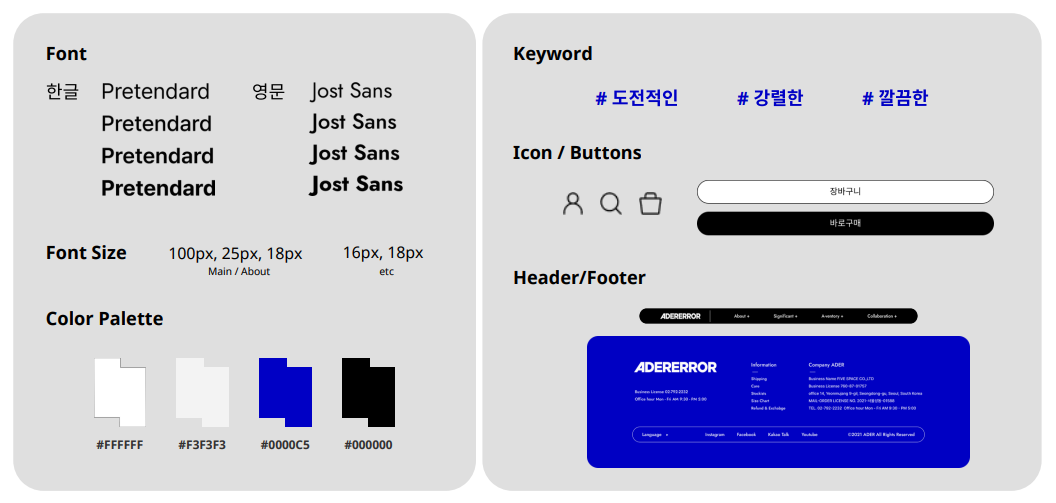 Font
한글 Pretendard 영문 Jost Sans
Pretendard Jost Sans
Pretendard Jost Sans
Pretendard Jost Sans
Font Size 100px, 25px, 18px 16px, 18px
Main / About etc
Color Palette
#FFFFFF #F3F3F3 #0000C5 #000000
Keyword
# 도전적인 # 강렬한 # 깔끔한
Icon / Buttons
장바구니
바로구매
Header/Footer
ADERERROR About + Significant + A-ventory + Collaboration +
ADERERROR Information Company ADER
Shipping Business Name FIVE SPACE CO.,LTD
Care Business License 760-87-01757
Business License 02-792-2232 Stockists office 14, Yeonmujang 11-gil, Seongdong-gu, Seoul, South Korea
Office hour Mon - Fri AM 9:30 - PM 5:00 Size Chart MAIL-ORDER LICENSE NO. 2021-서울성동-01588
Refund & Exchange TEL. 02-792-2232 Office hour Mon - Fri AM 9:30 - PM 5:00
Language + Instagram Facebook Kakao Talk Youtube ©2021 ADER All Rights Reserved